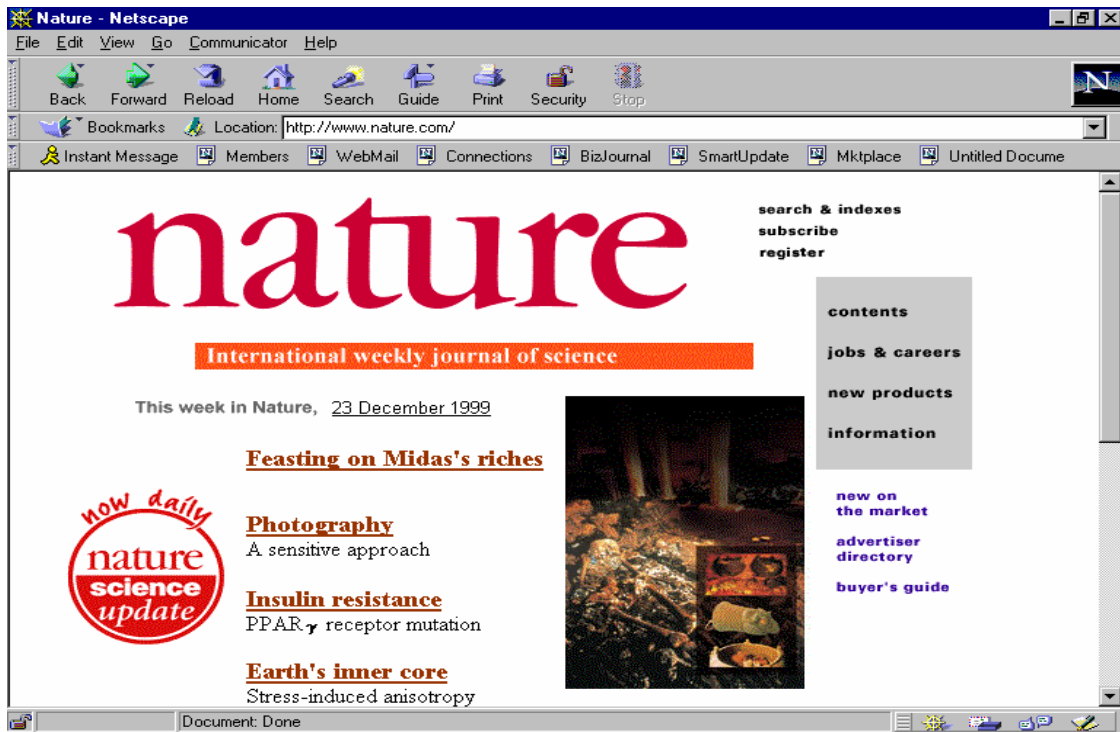 Nature - Netscape
File Edit View Go Communicator Help
Back Forward Reload Home Search Guide Print Security Stop
N
Bookmarks Location: http://www.nature.com/
Instant Message Members WebMail Connections BizJournal SmartUpdate Mktplace Untitled Docume
nature
search & indexes
subscribe
register
International weekly journal of science
contents
jobs & careers
new products
information
This week in Nature, 23 December 1999
Feasting on Midas's riches
now daily
nature
science
update
Photography
A sensitive approach
Insulin resistance
PPARγ receptor mutation
Earth's inner core
Stress-induced anisotropy
new on
the market
advertiser
directory
buyer's guide
Document: Done